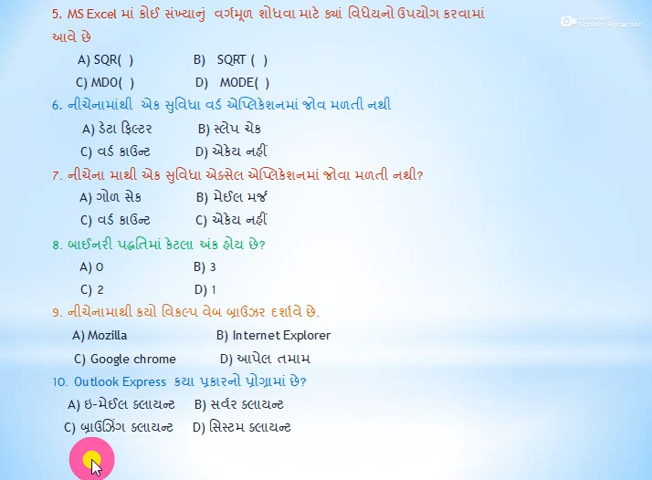 5. MS Excel માં કોઈ સંખ્યાનું વર્ગમૂળ શોધવા માટે ક્યાં વિધેયનો ઉપયોગ કરવામાં
આવે છે
A) SQR( ) B) SQRT ( )
C) MDO( ) D) MODE( )
6. નીચેનામાંથી એક સુવિધા વર્ડ એપ્લિકેશનમાં જોવ મળતી નથી
A) ડેટા ફિલ્ટર B) સ્લેપ ચેક
C) વર્ડ કાઉન્ટ D) એકેય નહીં
7. નીચેના માથી એક સુવિધા એક્સેલ એપ્લિકેશનમાં જોવા મળતી નથી?
A) ગોળ સેક B) મેઈલ મર્જ
C) વર્ડ કાઉન્ટ C) એકેય નહીં
8. બાઈનરી પદ્ધતિમાં કેટલા અંક હોય છે?
A) 0 B) 3
C) 2 D) 1
9. નીચેનામાથી કયો વિકલ્પ વેબ બ્રાઉઝર દર્શાવે છે.
A) Mozilla B) Internet Explorer
C) Google chrome D) આપેલ તમામ
10. Outlook Express કયા પ્રકારનો પ્રોગામાં છે?
A) ઇ-મેઈલ ક્લાયન્ટ B) સર્વર ક્લાયન્ટ
C) બ્રાઉઝિંગ ક્લાયન્ટ D) સિસ્ટમ ક્લાયન્ટ
Screen Recorder